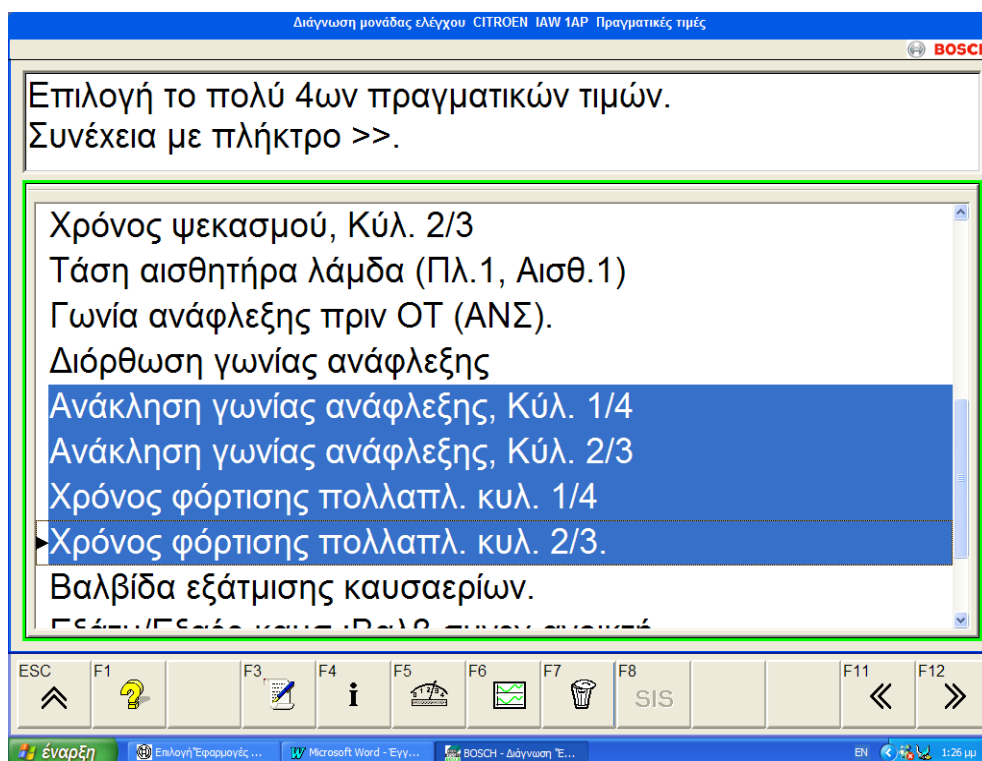 Διάγνωση μονάδας ελέγχου CITROEN IAW 1AP Πραγματικές τιμές
BOSCH
Επιλογή το πολύ 4ων πραγματικών τιμών.
Συνέχεια με πλήκτρο >>.
Χρόνος ψεκασμού, Κύλ. 2/3
Τάση αισθητήρα λάμδα (Πλ.1, Αισθ.1)
Γωνία ανάφλεξης πριν ΟΤ (ΑΝΣ).
Διόρθωση γωνίας ανάφλεξης
Ανάκληση γωνίας ανάφλεξης, Κύλ. 1/4
Ανάκληση γωνίας ανάφλεξης, Κύλ. 2/3
Χρόνος φόρτισης πολλαπλ. κυλ. 1/4
Χρόνος φόρτισης πολλαπλ. κυλ. 2/3.
Βαλβίδα εξάτμισης καυσαερίων.
ESC F1 F3 F4 F5 F6 F7 F8 F11 F12
SIS
έναρξη Επιλογή Έφαρμογές ... Microsoft Word - Έγγ... BOSCH - Διάγνωση "Ε... EN 1:26 μμ